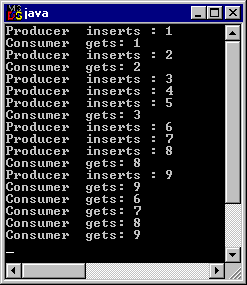 java
Producer  inserts : 1
Consumer  gets: 1
Producer  inserts : 2
Consumer  gets: 2
Producer  inserts : 3
Producer  inserts : 4
Producer  inserts : 5
Consumer  gets: 3
Producer  inserts : 6
Producer  inserts : 7
Producer  inserts : 8
Consumer  gets: 8
Producer  inserts : 9
Consumer  gets: 9
Consumer  gets: 6
Consumer  gets: 7
Consumer  gets: 8
Consumer  gets: 9